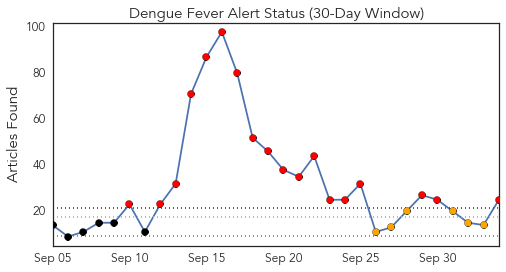 Dengue Fever Alert Status (30-Day Window)
Articles Found
100
80
60
40
20
Sep 05 Sep 10 Sep 15 Sep 20 Sep 25 Sep 30